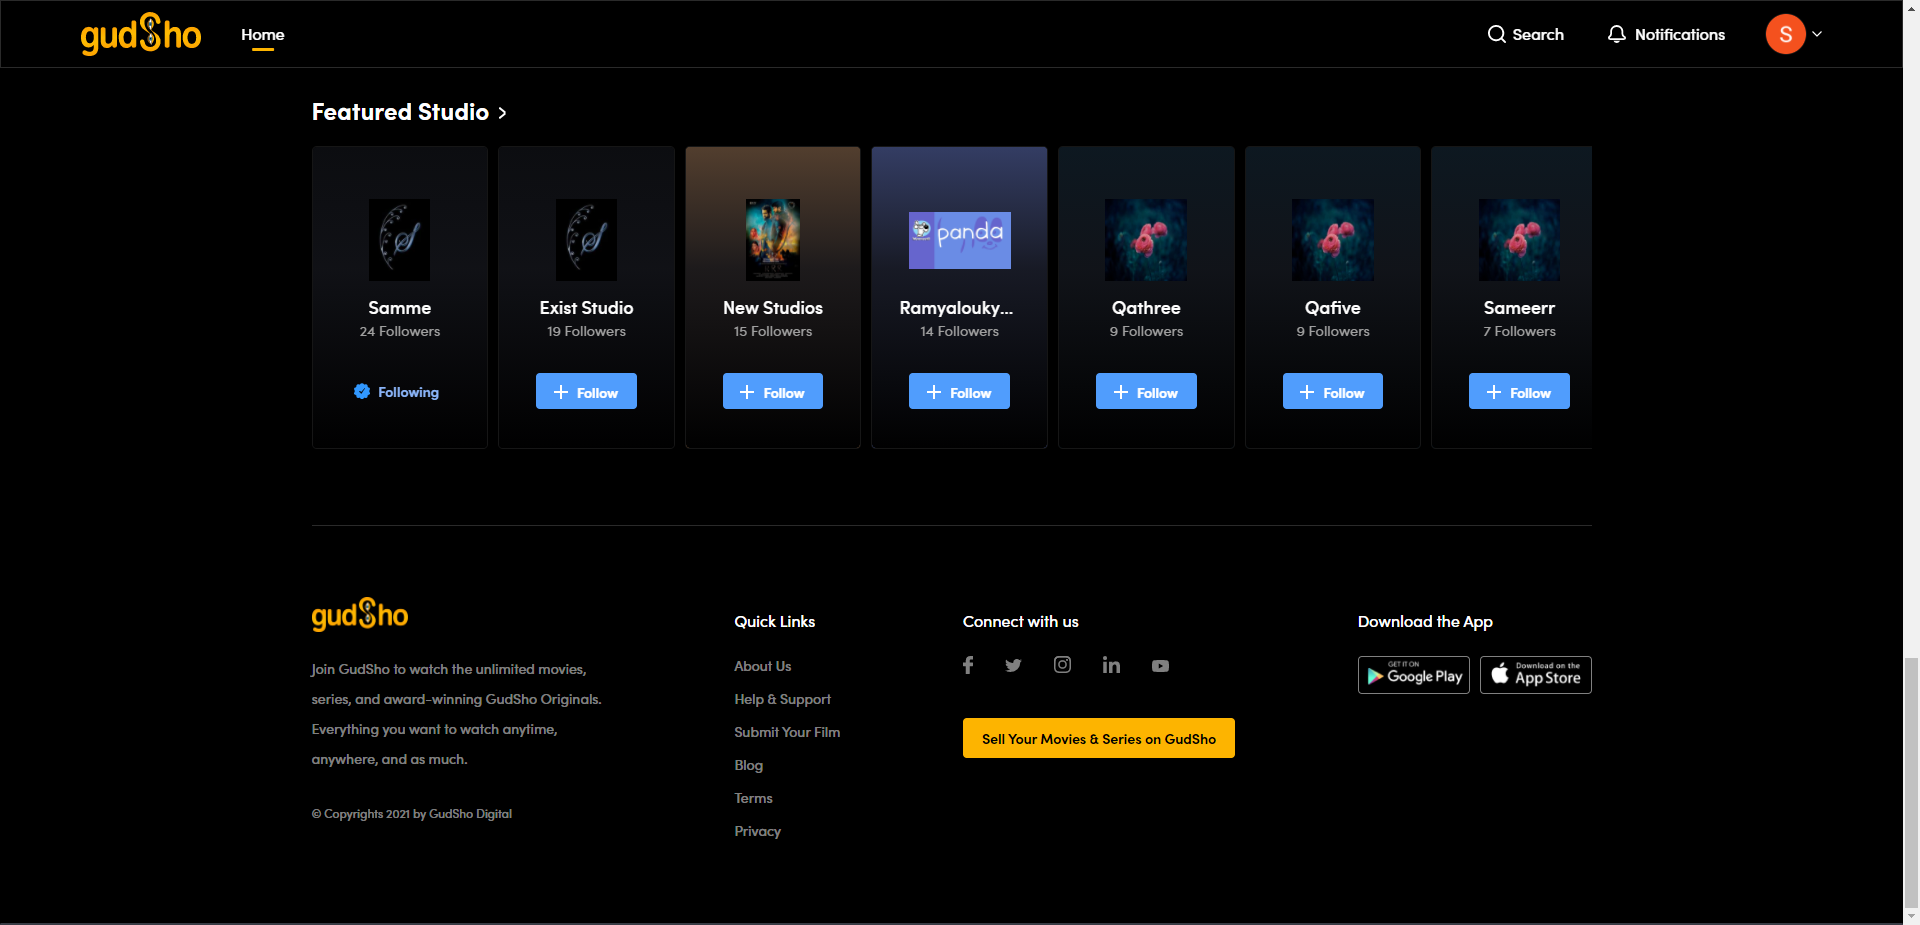 gudSho
Home
Search
Notifications
S
Featured Studio
panda
Samme
24 Followers
Following
Exist Studio
19 Followers
Follow
New Studios
15 Followers
Follow
Ramyalouky...
14 Followers
Follow
Qathree
9 Followers
Follow
Qafive
9 Followers
Follow
Sameerr
7 Followers
Follow
gudSho
Join GudSho to watch the unlimited movies,
series, and award-winning GudSho Originals.
Everything you want to watch anytime,
anywhere, and as much.
© Copyrights 2021 by GudSho Digital
Quick Links
About Us
Help & Support
Submit Your Film
Blog
Terms
Privacy
Connect with us
Sell Your Movies & Series on GudSho
Download the App
GET IT ON
Google Play
Download on the
App Store